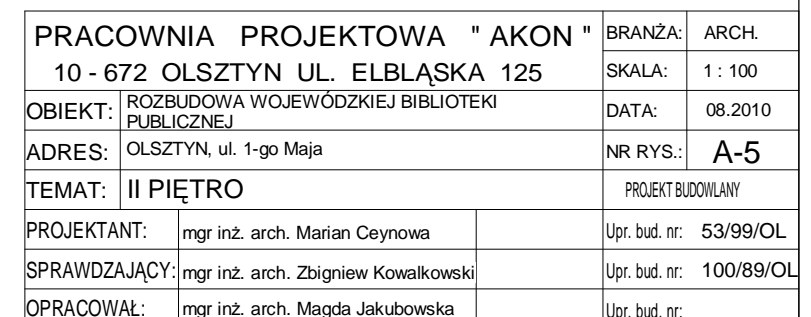 PRACOWNIA PROJEKTOWA " AKON " BRANŻA: ARCH.
10 - 672 OLSZTYN UL. ELBLĄSKA 125 SKALA: 1 : 100
OBIEKT: ROZBUDOWA WOJEWÓDZKIEJ BIBLIOTEKI
PUBLICZNEJ DATA: 08.2010
ADRES: OLSZTYN, ul. 1-go Maja NR RYS.: A-5
TEMAT: II PIĘTRO PROJEKT BUDOWLANY
PROJEKTANT: mgr inż. arch. Marian Ceynowa Upr. bud. nr: 53/99/OL
SPRAWDZAJĄCY: mgr inż. arch. Zbigniew Kowalkowski Upr. bud. nr: 100/89/OL
OPRACOWAŁ: mgr inż. arch. Magda Jakubowska Upr. bud. nr: